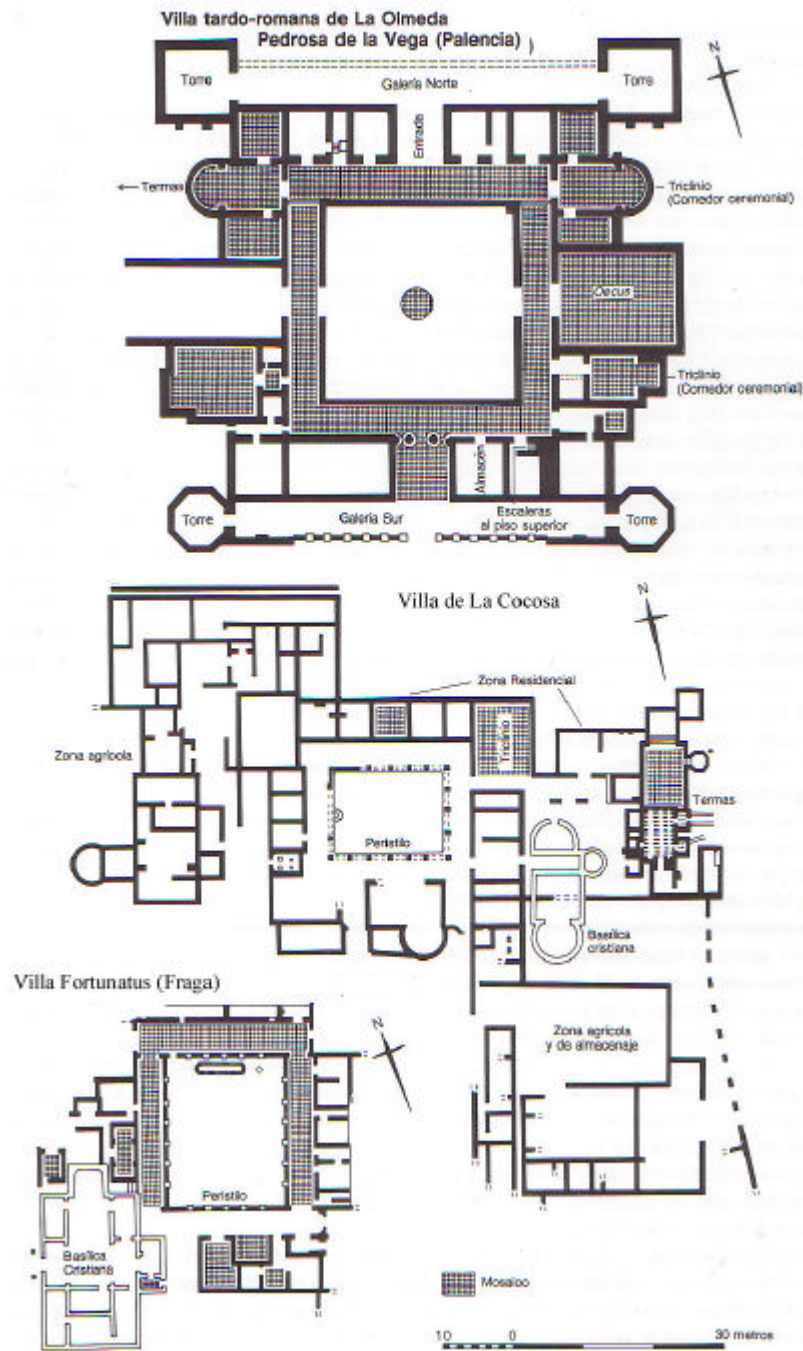 Villa tardo-romana de La Olmeda
Pedrosa de la Vega (Palencia) )
N
Torre
Galería Norte
Torre
Entrada
← Termas
Triclinio
(Comedor ceremonial)
Oecus
Triclinio
(Comedor ceremonial)
Almacén
Torre
Galería Sur
Escaleras
al piso superior
Torre
Villa de La Cocosa
N
Zona Residencial
Triclinio
Zona agrícola
Termas
Peristilo
Basílica
cristiana
Villa Fortunatus (Fraga)
N
Zona agrícola
y de almacenaje
Peristilo
Basílica
Cristiana
Mosaico
10 0 30 metros